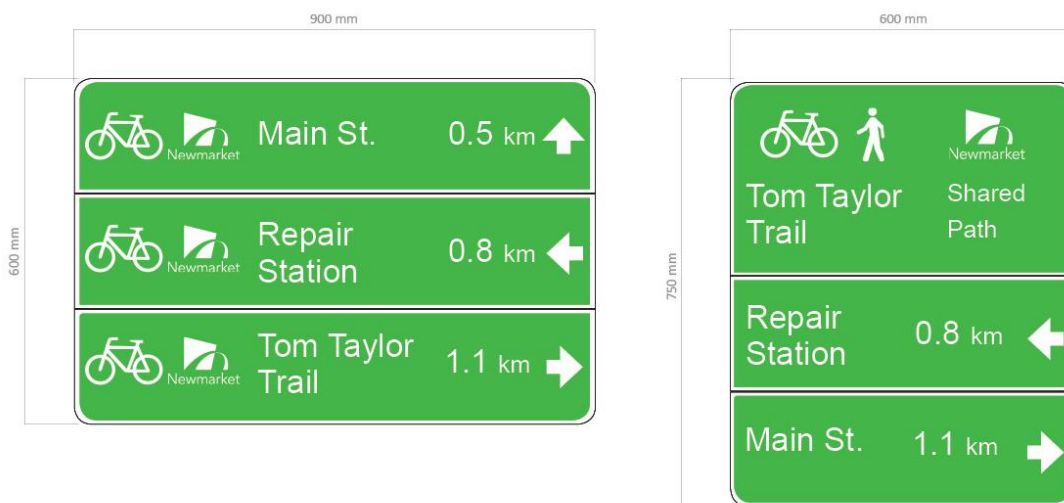 900 mm
600 mm
Newmarket
Main St.
0.5 km
Newmarket
Repair
Station
0.8 km
Newmarket
Tom Taylor
Trail
1.1 km
600 mm
750 mm
Newmarket
Tom Taylor
Trail
Shared
Path
Repair
Station
0.8 km
Main St.
1.1 km